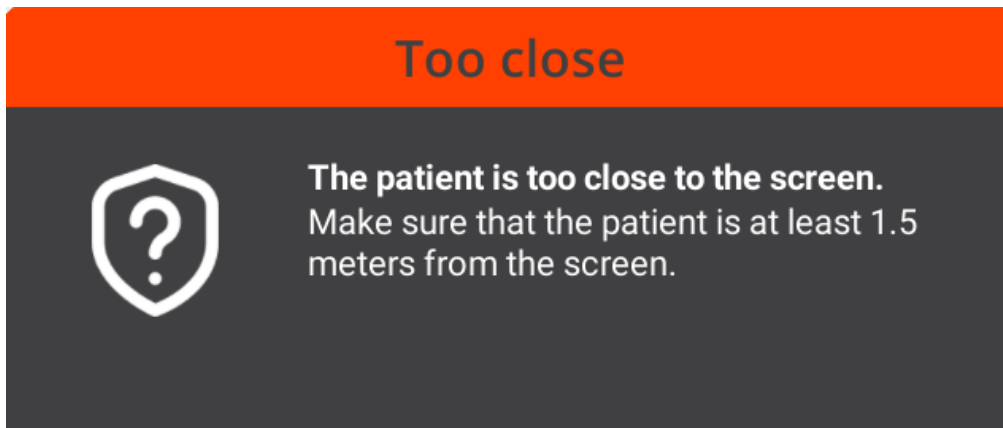 Too close
The patient is too close to the screen.
Make sure that the patient is at least 1.5
meters from the screen.